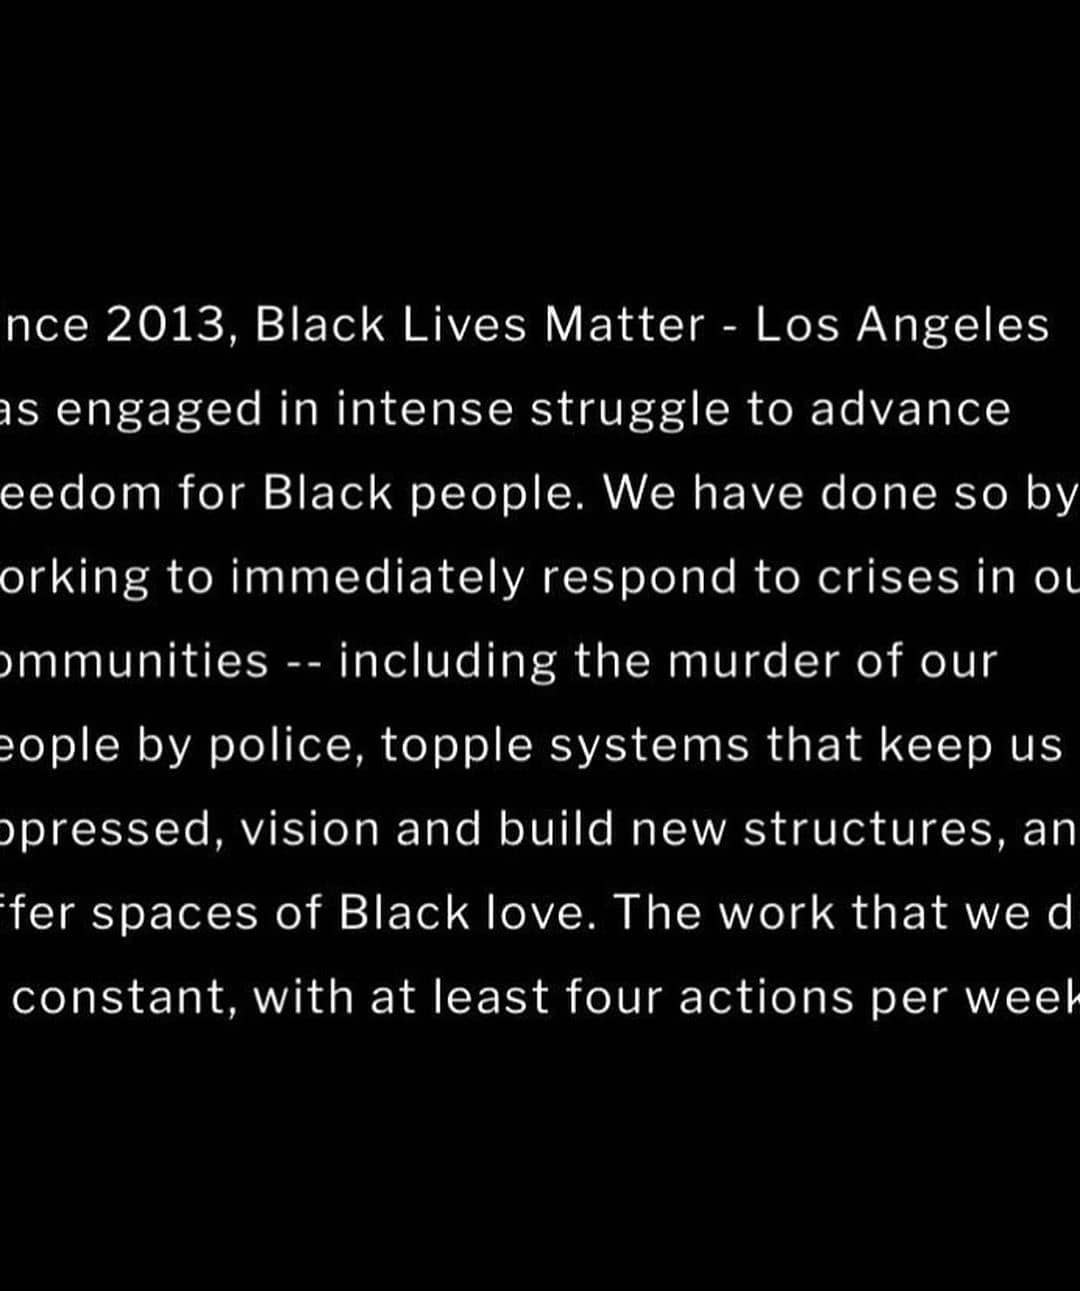 nce 2013, Black Lives Matter - Los Angeles
as engaged in intense struggle to advance
eedom for Black people. We have done so by
orking to immediately respond to crises in ou
ommunities -- including the murder of our
eople by police, topple systems that keep us
ppressed, vision and build new structures, an
ffer spaces of Black love. The work that we d
constant, with at least four actions per week